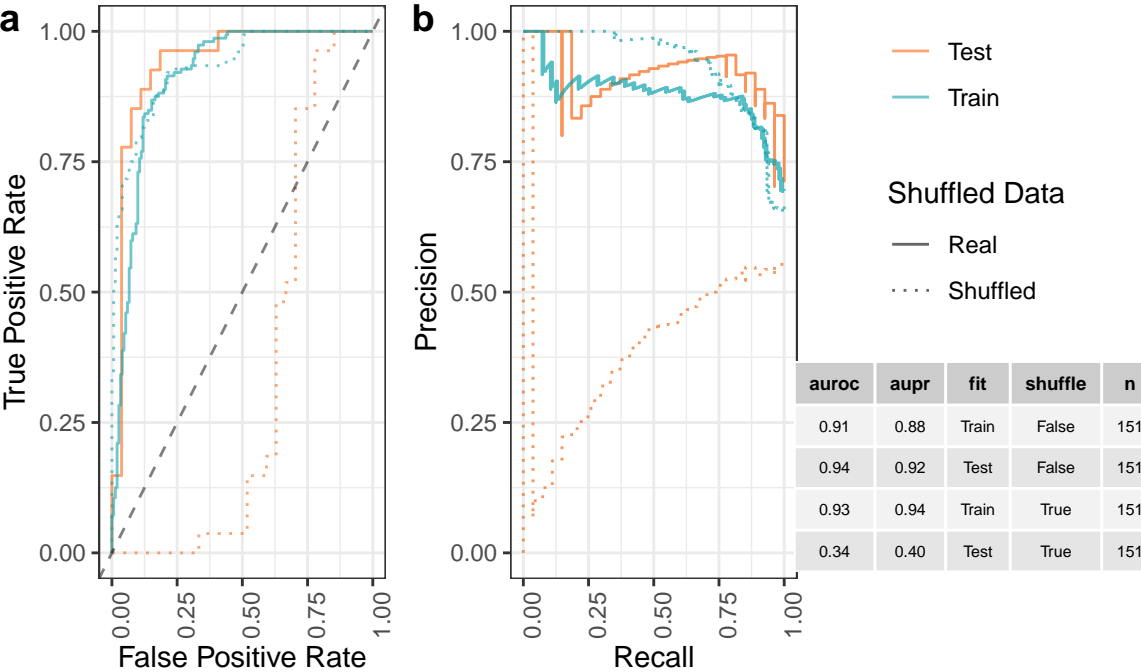 a
True Positive Rate
1.00
0.75
0.50
0.25
0.00
0.00 0.25 0.50 0.75 1.00
False Positive Rate
b
Precision
1.00
0.75
0.50
0.25
0.00
0.00 0.25 0.50 0.75 1.00
Recall
Test
Train
Shuffled Data
Real
Shuffled
auroc aupr fit shuffle n
0.91 0.88 Train False 151
0.94 0.92 Test False 151
0.93 0.94 Train True 151
0.34 0.40 Test True 151